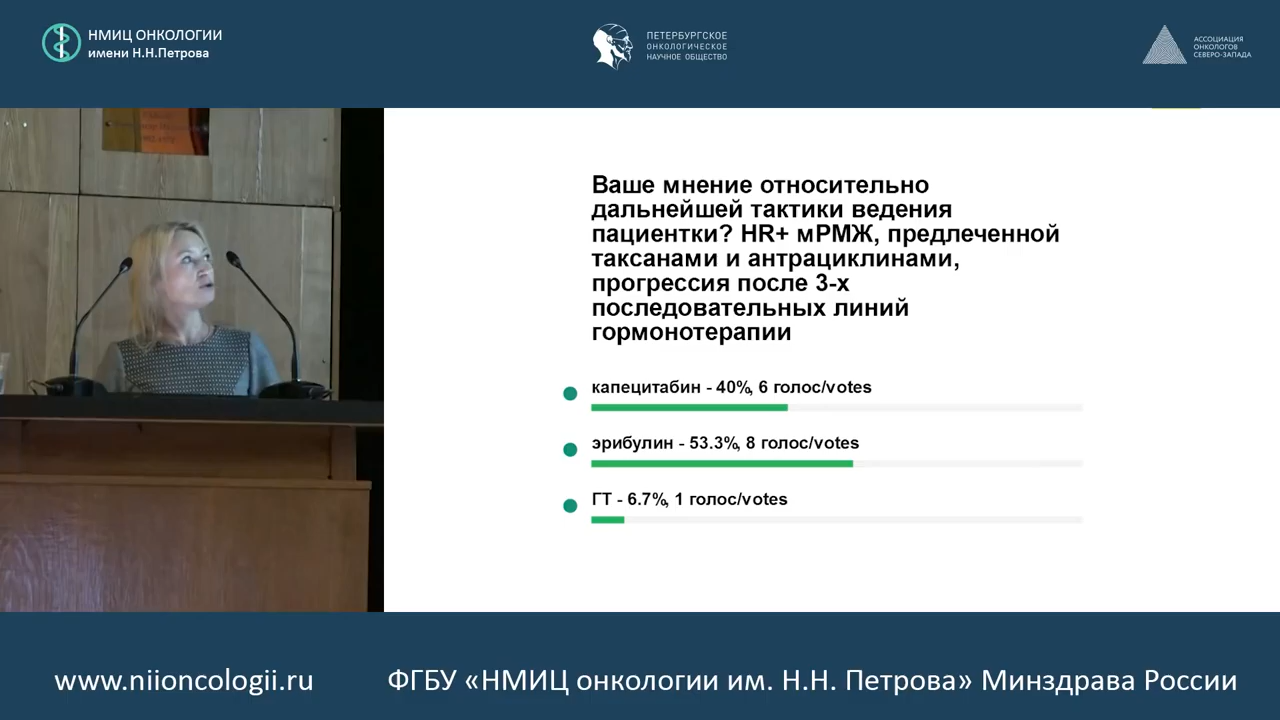 НМИЦ ОНКОЛОГИИ
имени Н.Н.Петрова
ПЕТЕРБУРГСКОЕ
ОНКОЛОГИЧЕСКОЕ
НАУЧНОЕ ОБЩЕСТВО
АССОЦИАЦИЯ
ОНКОЛОГОВ
СЕВЕРО-ЗАПАДА
Ваше мнение относительно
дальнейшей тактики ведения
пациентки? HR+ мРМЖ, предлеченной
таксанами и антрациклинами,
прогрессия после 3-х
последовательных линий
гормонотерапии
капецитабин - 40%, 6 голос/votes
эрибулин - 53.3%, 8 голос/votes
ГТ - 6.7%, 1 голос/votes
www.niioncologii.ru
ФГБУ «НМИЦ онкологии им. Н.Н. Петрова» Минздрава России